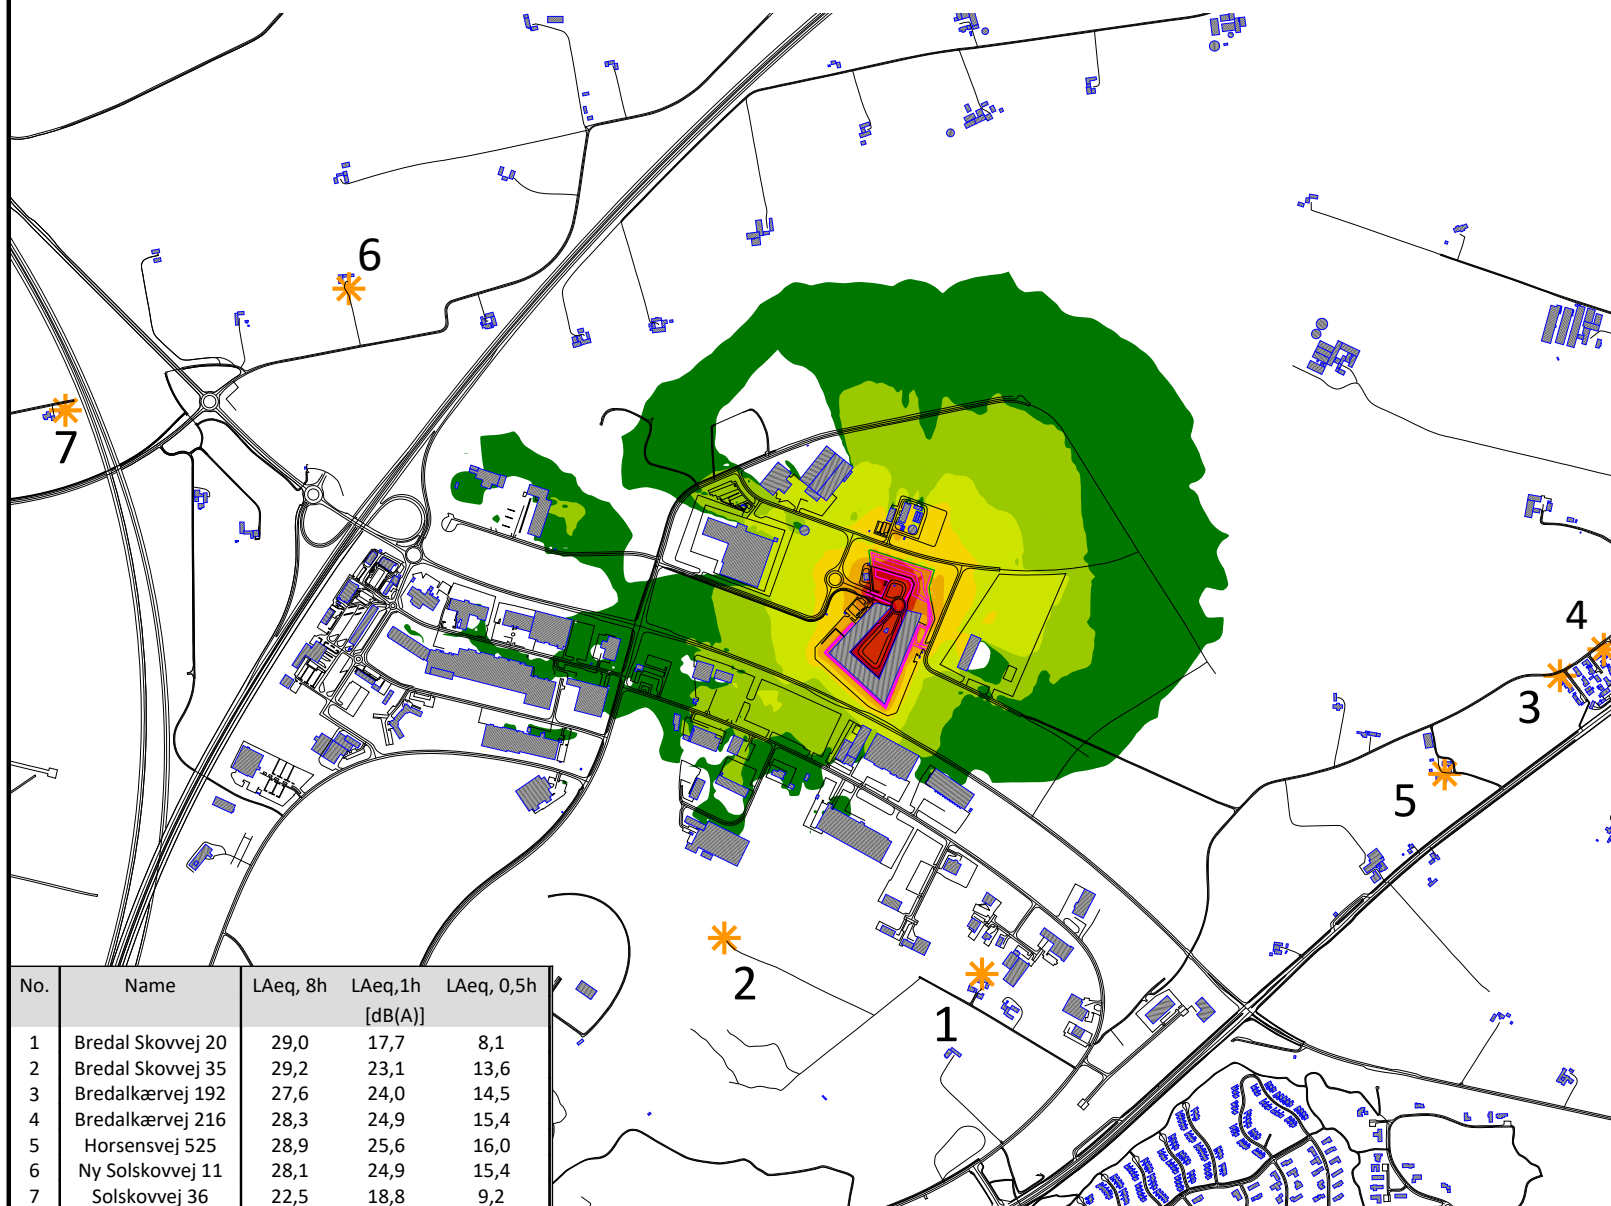 6
7
4
3
5
2
1
No. Name LAeq, 8h LAeq,1h LAeq, 0,5h
[dB(A)]
1 Bredal Skovvej 20 29,0 17,7 8,1
2 Bredal Skovvej 35 29,2 23,1 13,6
3 Bredalkærvej 192 27,6 24,0 14,5
4 Bredalkærvej 216 28,3 24,9 15,4
5 Horsensvej 525 28,9 25,6 16,0
6 Ny Solskovvej 11 28,1 24,9 15,4
7 Solskovvej 36 22,5 18,8 9,2